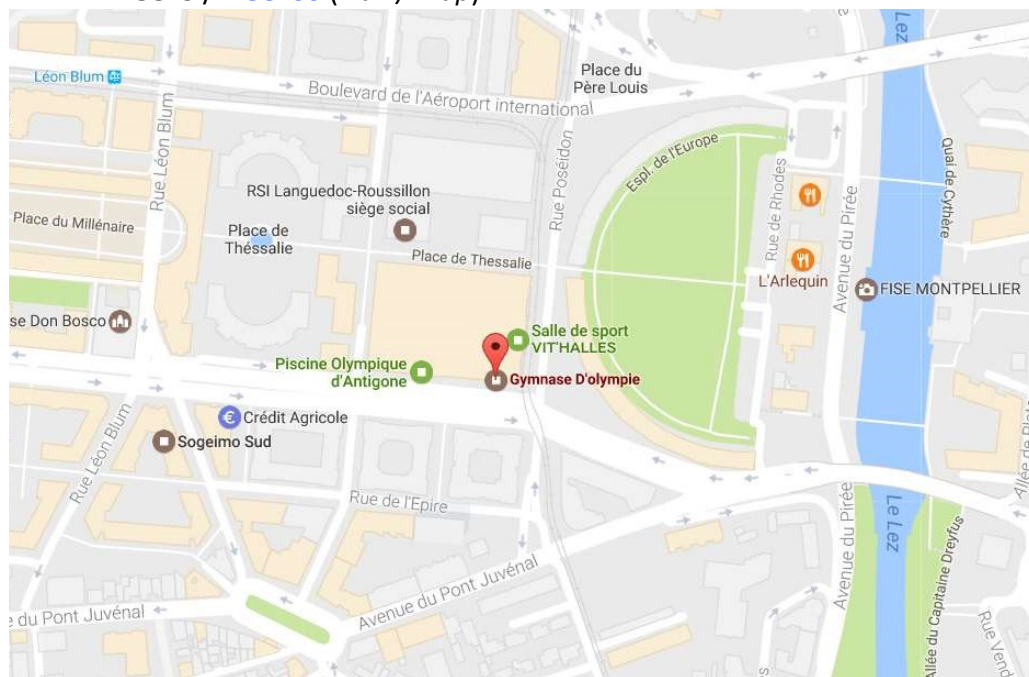 Léon Blum
Boulevard de l'Aéroport international
Place du
Père Louis
Lez
Rue Léon Blum
Rue Poséidon
Espl. de l'Europe
Rue de Rhodes
Avenue du Pirée
Quai de Cythère
RSI Languedoc-Roussillon
siège social
Place du Millénaire
Place de
Théssalie
Place de Thessalie
L'Arlequin
FISE MONTPELLIER
se Don Bosco
Salle de sport
VIT'HALLES
Piscine Olympique
d'Antigone
Gymnase D'olympie
Crédit Agricole
Sogeimo Sud
Rue Léon Blum
Rue de l'Epire
Avenue du Pirée
Le Lez
Avenue du Pont Juvénal
e du Pont Juvénal
Allée du Capitaine Dreyfus
Rue Vend